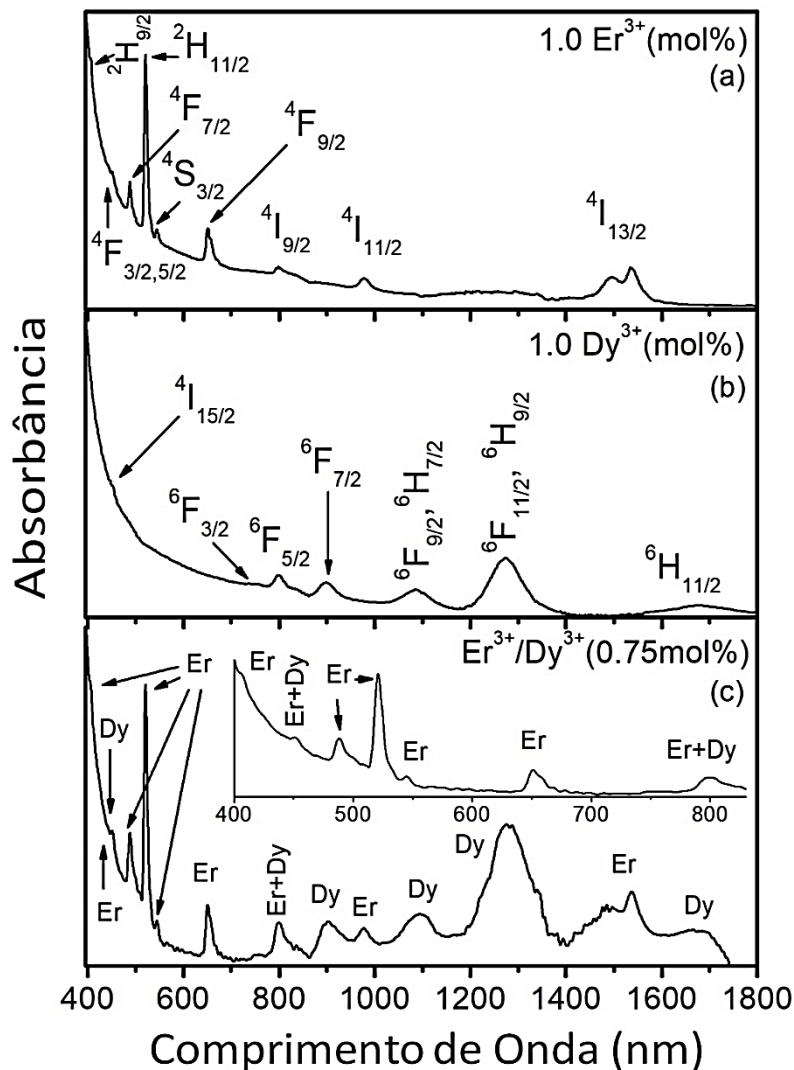 1.0 Er³⁺(mol%)
(a)
²H₉/₂
²H₁₁/₂
⁴F₇/₂
⁴S₃/₂
⁴F₉/₂
⁴F₃/₂,₅/₂
⁴I₉/₂
⁴I₁₁/₂
⁴I₁₃/₂
1.0 Dy³⁺(mol%)
(b)
⁴I₁₅/₂
⁶F₃/₂
⁶F₅/₂
⁶F₇/₂
⁶F₉/₂, ⁶H₇/₂
⁶F₁₁/₂, ⁶H₉/₂
⁶H₁₁/₂
Er³⁺/Dy³⁺(0.75mol%)
(c)
Er
Dy
Er
Er
Er+Dy
Er
Er
Er
Er+Dy
400 500 600 700 800
Er
Er+Dy
Dy
Er
Dy
Dy
Er
Dy
400 600 800 1000 1200 1400 1600 1800
Comprimento de Onda (nm)
Absorbância